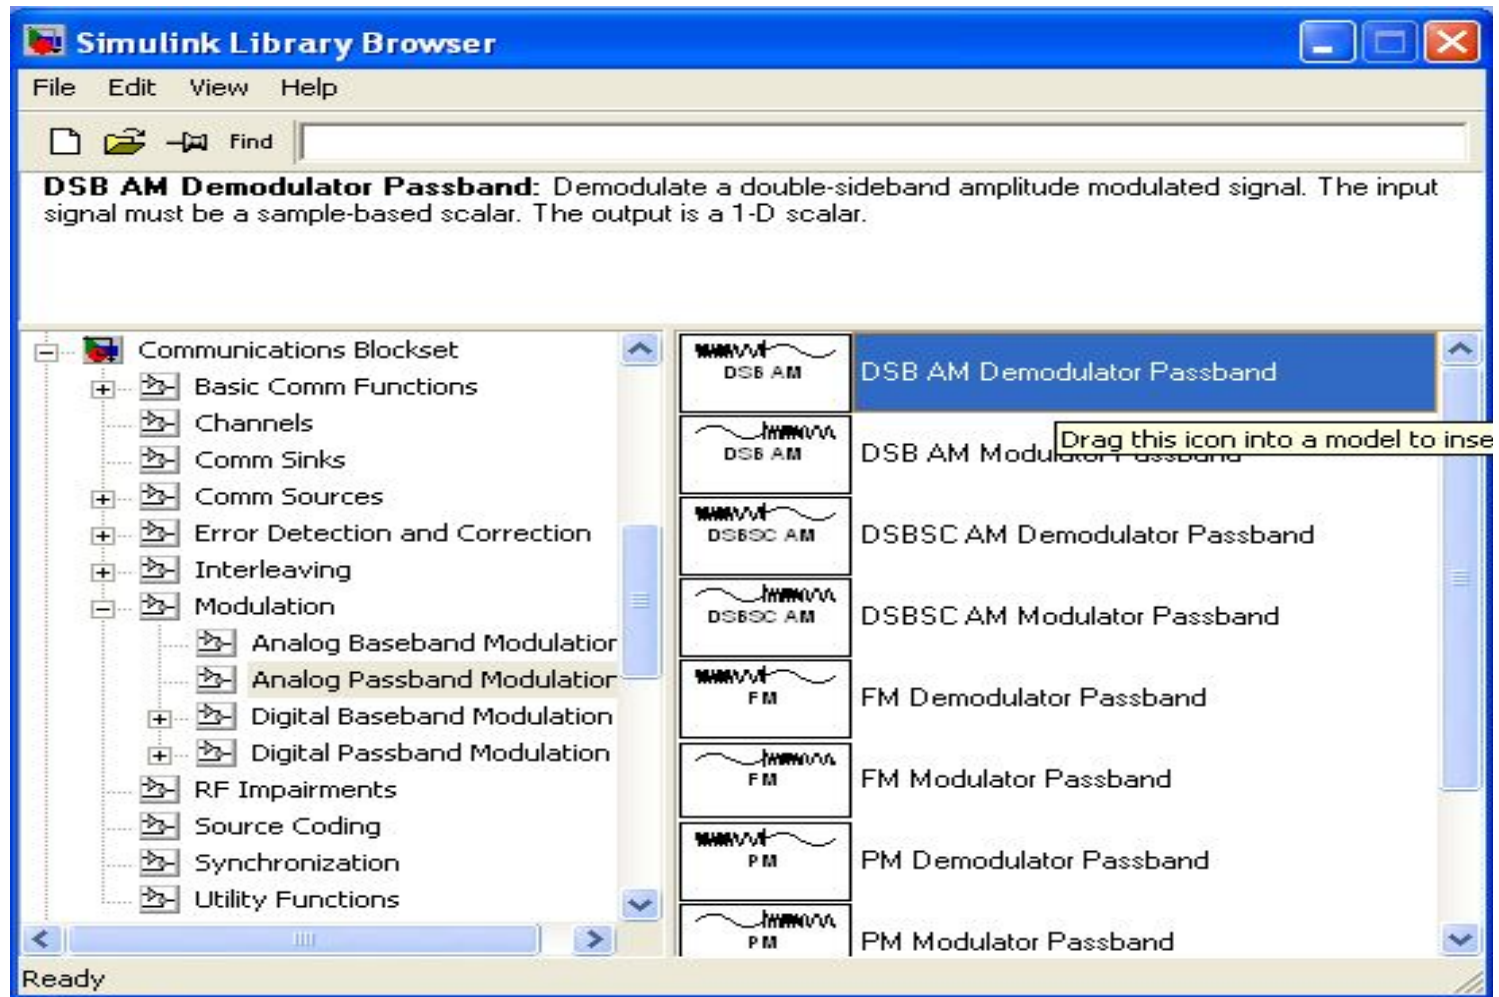 Simulink Library Browser
File Edit View Help
Find
DSB AM Demodulator Passband: Demodulate a double-sideband amplitude modulated signal. The input
signal must be a sample-based scalar. The output is a 1-D scalar.
Communications Blockset
Basic Comm Functions
Channels
Comm Sinks
Comm Sources
Error Detection and Correction
Interleaving
Modulation
Analog Baseband Modulation
Analog Passband Modulation
Digital Baseband Modulation
Digital Passband Modulation
RF Impairments
Source Coding
Synchronization
Utility Functions
DSB AM
DSB AM Demodulator Passband
Drag this icon into a model to inse
DSB AM
DSB AM Modulator Passband
DSBSC AM
DSBSC AM Demodulator Passband
DSBSC AM
DSBSC AM Modulator Passband
FM
FM Demodulator Passband
FM
FM Modulator Passband
PM
PM Demodulator Passband
PM
PM Modulator Passband
Ready